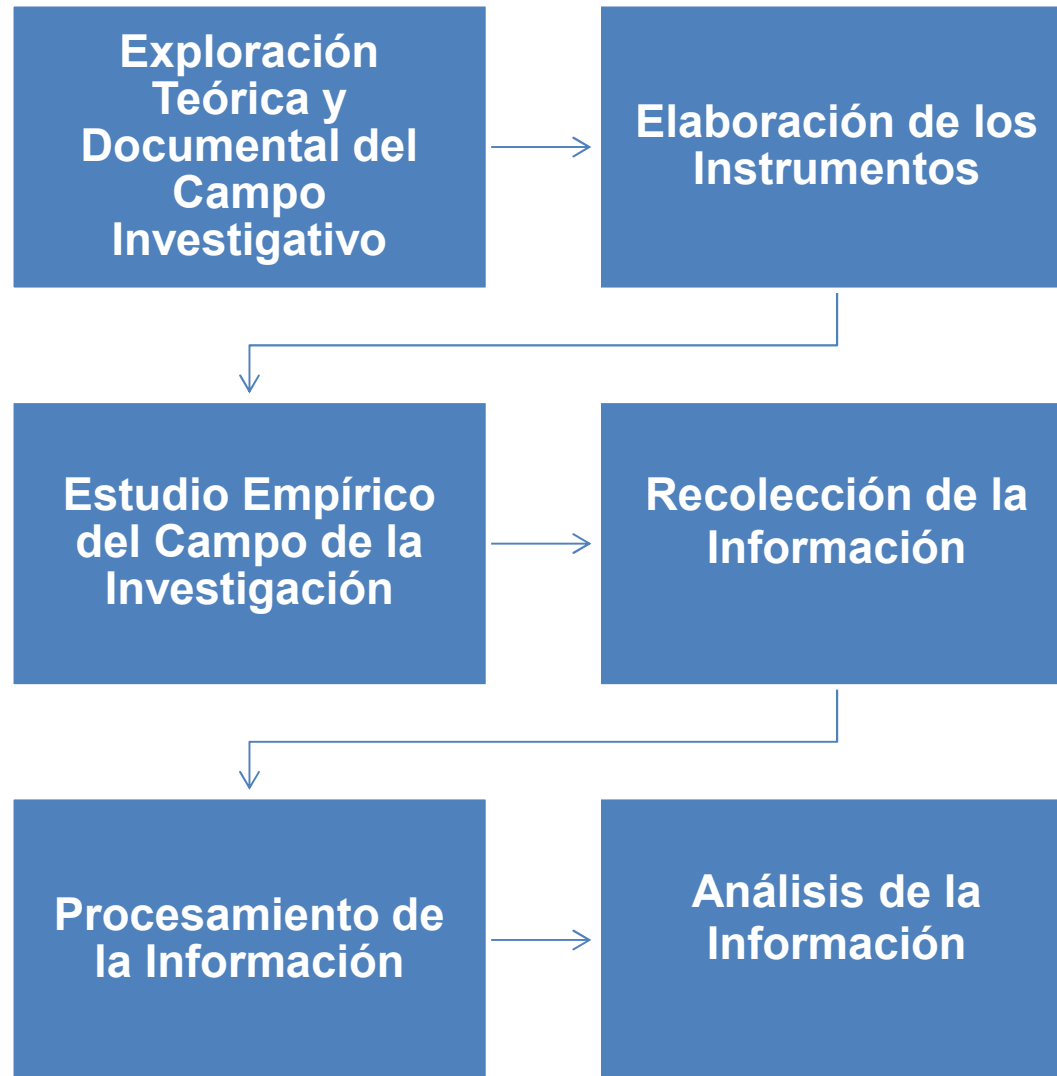 Exploración
Teórica y
Documental del
Campo
Investigativo
Elaboración de los
Instrumentos
Estudio Empírico
del Campo de la
Investigación
Recolección de la
Información
Procesamiento de
la Información
Análisis de la
Información